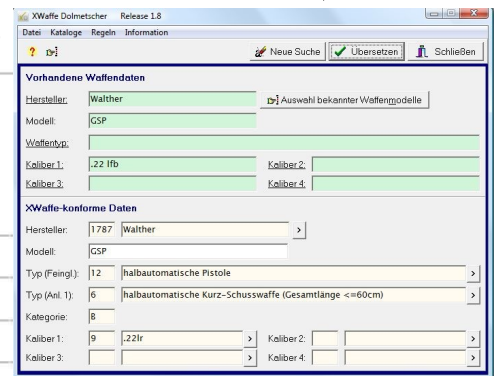 XWaffe Dolmetscher Release 1.8
Datei Kataloge Regeln Information
? Neue Suche Übersetzen Schließen
Vorhandene Waffendaten
Hersteller: Walther Auswahl bekannter Waffenmodelle
Modell: GSP
Waffentyp:
Kaliber 1: .22 lfb Kaliber 2:
Kaliber 3: Kaliber 4:
XWaffe-konforme Daten
Hersteller: 1787 Walther >
Modell: GSP
Typ (Feingl.): 12 halbautomatische Pistole >
Typ (Anl. 1): 6 halbautomatische Kurz-Schusswaffe (Gesamtlänge <=60cm) >
Kategorie: B
Kaliber 1: 9 .22lr > Kaliber 2: >
Kaliber 3: > Kaliber 4: >